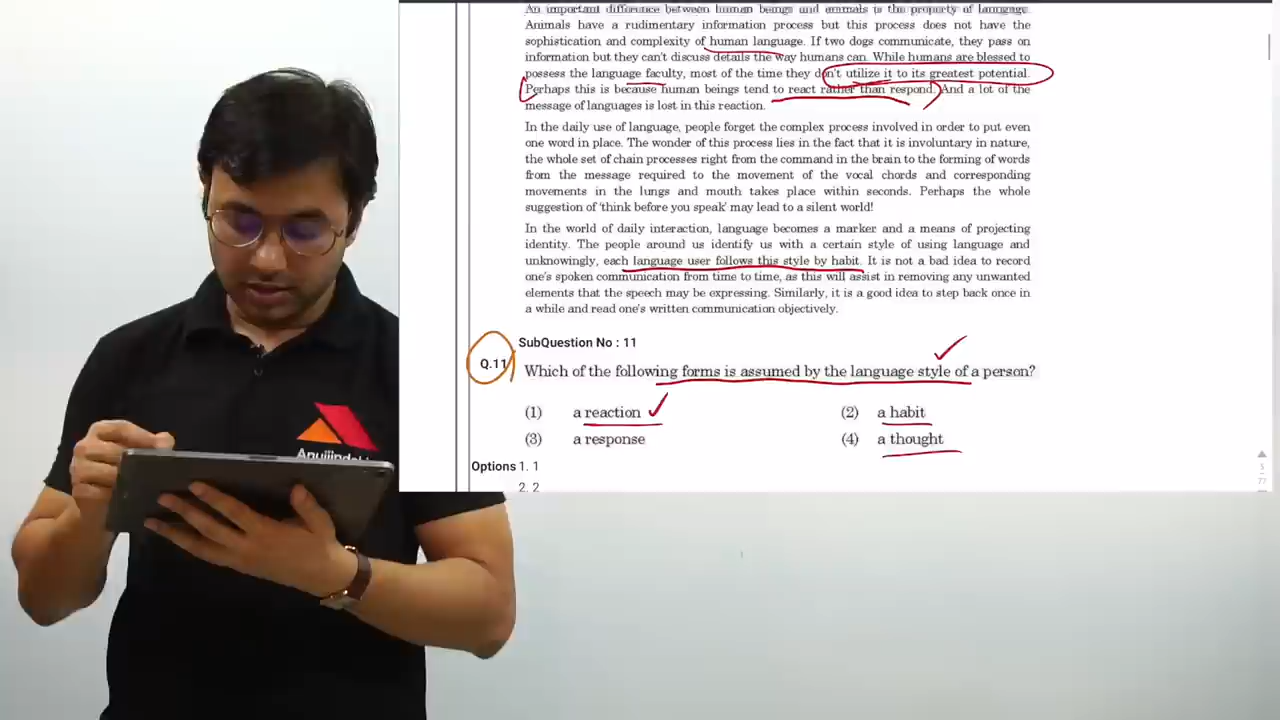 An important difference between human beings and animals is the property of language.
Animals have a rudimentary information process but this process does not have the
sophistication and complexity of human language. If two dogs communicate, they pass on
information but they can't discuss details the way humans can. While humans are blessed to
possess the language faculty, most of the time they don't utilize it to its greatest potential.
Perhaps this is because human beings tend to react rather than respond. And a lot of the
message of languages is lost in this reaction.
In the daily use of language, people forget the complex process involved in order to put even
one word in place. The wonder of this process lies in the fact that it is involuntary in nature,
the whole set of chain processes right from the command in the brain to the forming of words
from the message required to the movement of the vocal chords and corresponding
movements in the lungs and mouth takes place within seconds. Perhaps the whole
suggestion of 'think before you speak' may lead to a silent world!
In the world of daily interaction, language becomes a marker and a means of projecting
identity. The people around us identify us with a certain style of using language and
unknowingly, each language user follows this style by habit. It is not a bad idea to record
one's spoken communication from time to time, as this will assist in removing any unwanted
elements that the speech may be expressing. Similarly, it is a good idea to step back once in
a while and read one's written communication objectively.
SubQuestion No : 11
Q.11 Which of the following forms is assumed by the language style of a person?
(1) a reaction (2) a habit
(3) a response (4) a thought
Options 1. 1
2. 2
5
77